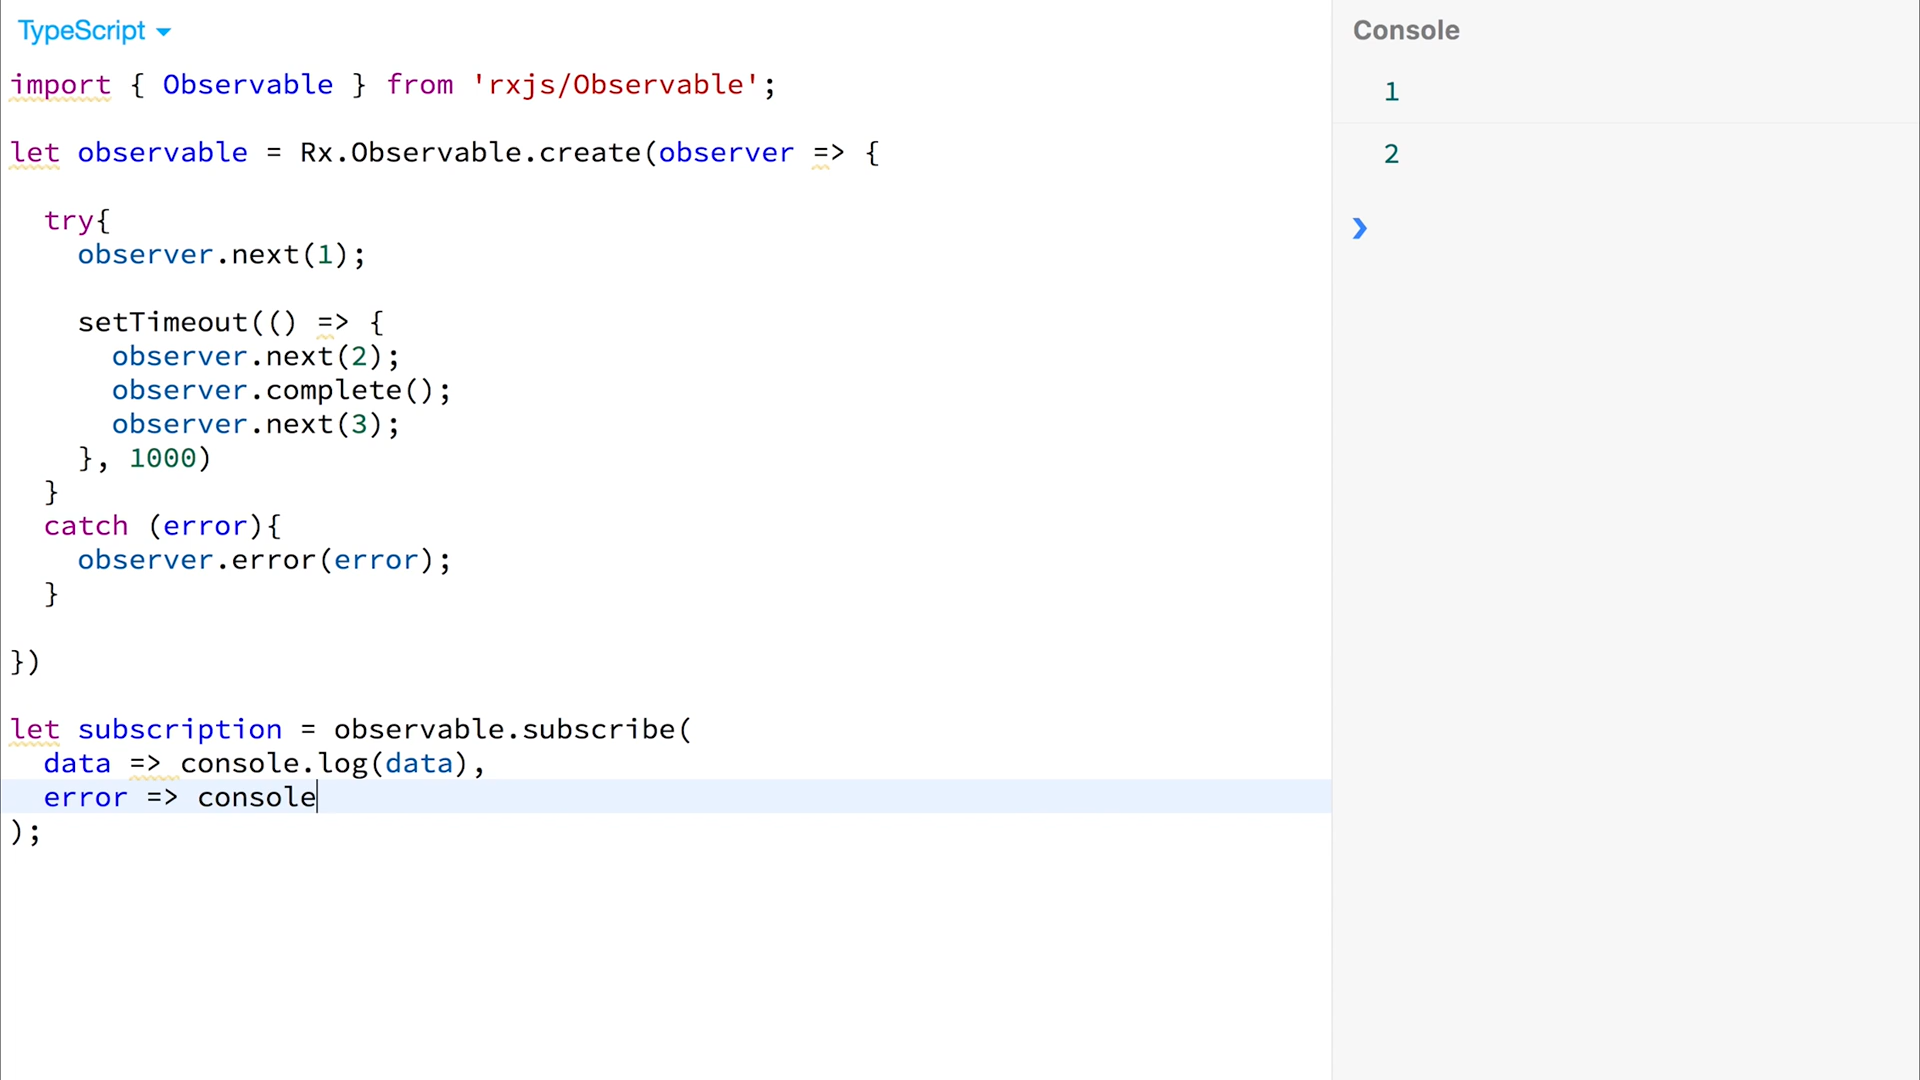 TypeScript
import { Observable } from 'rxjs/Observable';
let observable = Rx.Observable.create(observer => {
try{
observer.next(1);
setTimeout(() => {
observer.next(2);
observer.complete();
observer.next(3);
}, 1000)
}
catch (error){
observer.error(error);
}
})
let subscription = observable.subscribe(
data => console.log(data),
error => console
);
Console
1
2